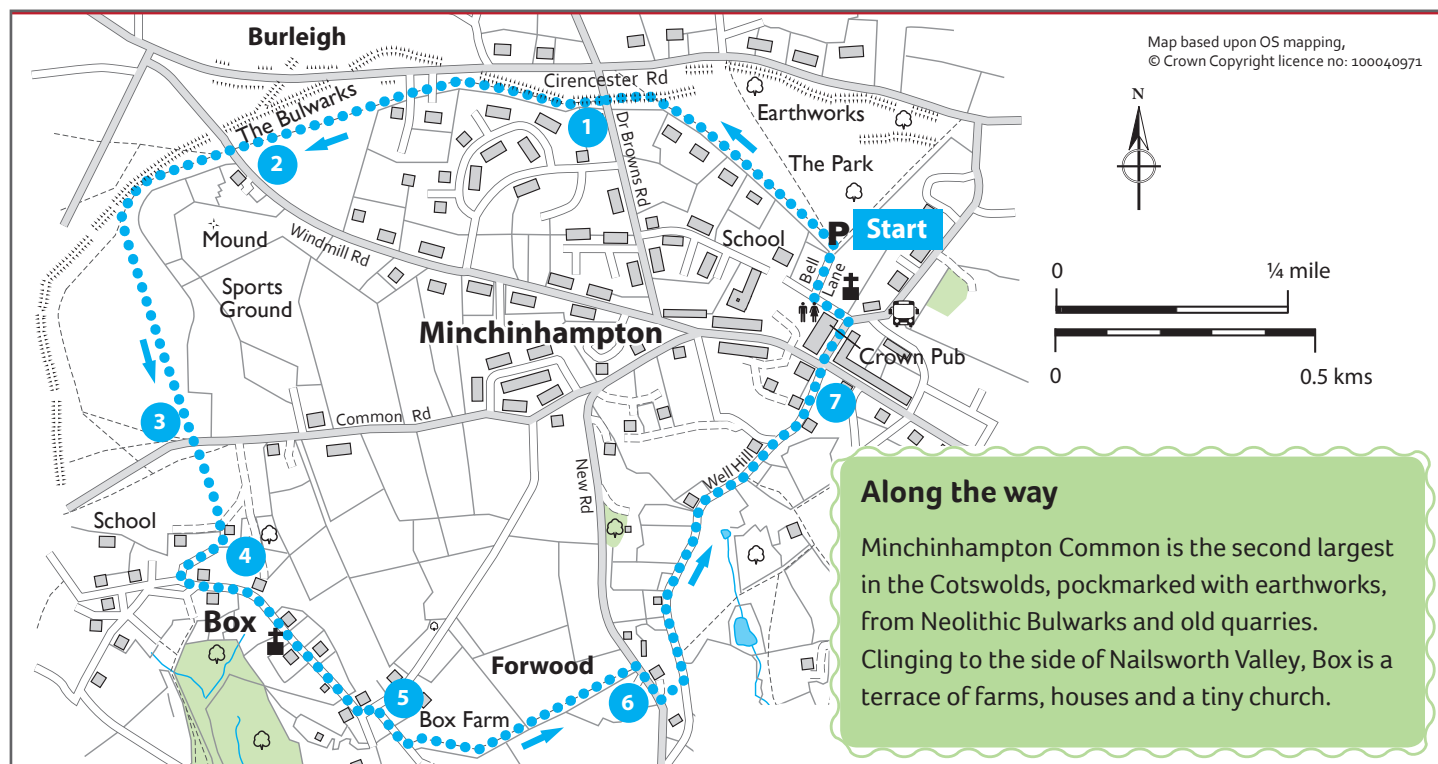 Burleigh
Map based upon OS mapping,
© Crown Copyright licence no: 100040971
Cirencester Rd
N
The Bulwarks
Earthworks
1
Dr Browns Rd
2
The Park
P
Start
School
Mound
Windmill Rd
Bell
Lane
0
¼ mile
Sports
Ground
Minchinhampton
Crown Pub
0
0.5 kms
7
3
Common Rd
Well Hill
New Rd
School
4
Box
Forwood
5
Box Farm
6
Along the way
Minchinhampton Common is the second largest
in the Cotswolds, pockmarked with earthworks,
from Neolithic Bulwarks and old quarries.
Clinging to the side of Nailsworth Valley, Box is a
terrace of farms, houses and a tiny church.